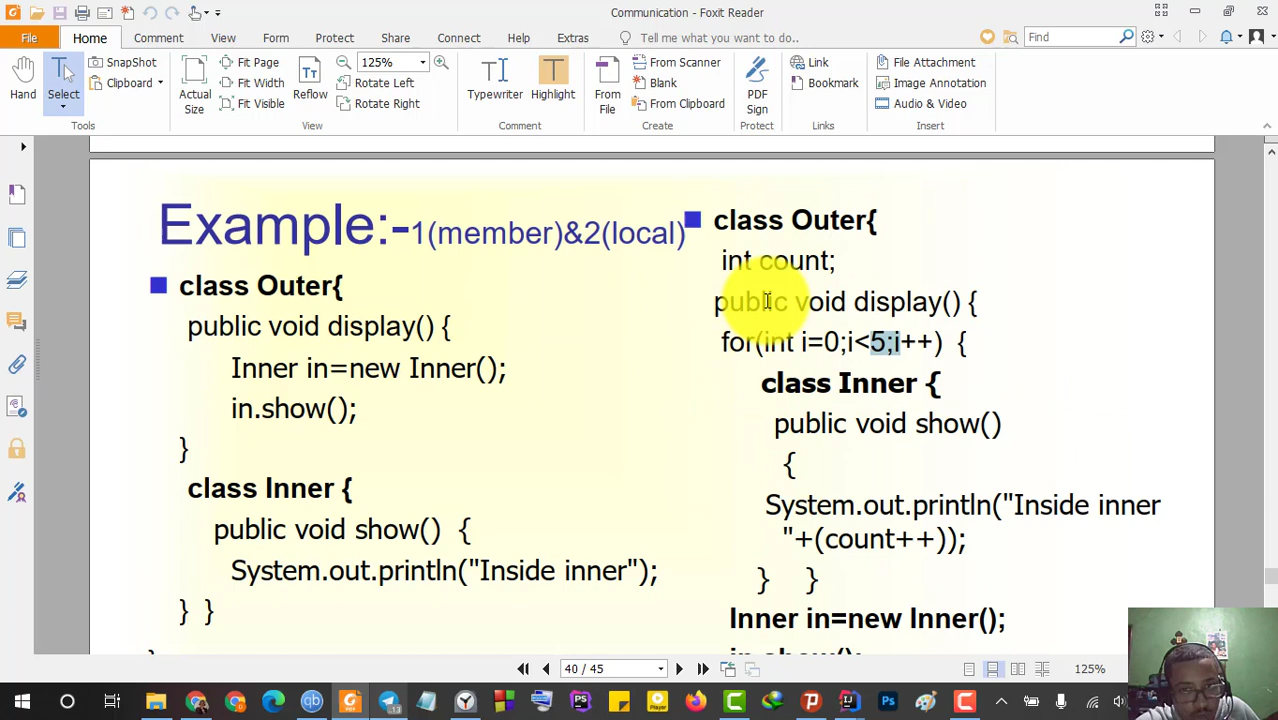 Communication - Foxit Reader
File Home Comment View Form Protect Share Connect Help Extras Tell me what you want to do.. Find
Hand
Select
SnapShot
Clipboard
Tools
Actual Size
Fit Page
Fit Width
Fit Visible
Reflow
125%
Rotate Left
Rotate Right
View
Typewriter
Highlight
Comment
From File
From Scanner
Blank
From Clipboard
Create
PDF Sign
Protect
Link
Bookmark
Links
File Attachment
Image Annotation
Audio & Video
Insert
Example:-1(member)&2(local)
class Outer{
public void display() {
Inner in=new Inner();
in.show();
}
class Inner {
public void show() {
System.out.println("Inside inner");
} }
class Outer{
int count;
public void display() {
for(int i=0;i<5;i++) {
class Inner {
public void show()
{
System.out.println("Inside inner
"+(count++));
} }
Inner in=new Inner();
in.show();
40 / 45
125%